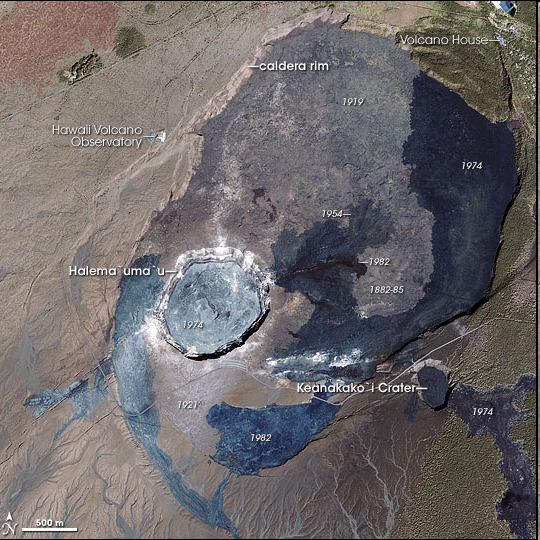 Volcano House
caldera rim
1919
Hawaii Volcano
Observatory
1974
1954
1982
Halema`uma`u
1882-85
1974
Keanakako`i Crater
1921
1974
1982
N
500 m